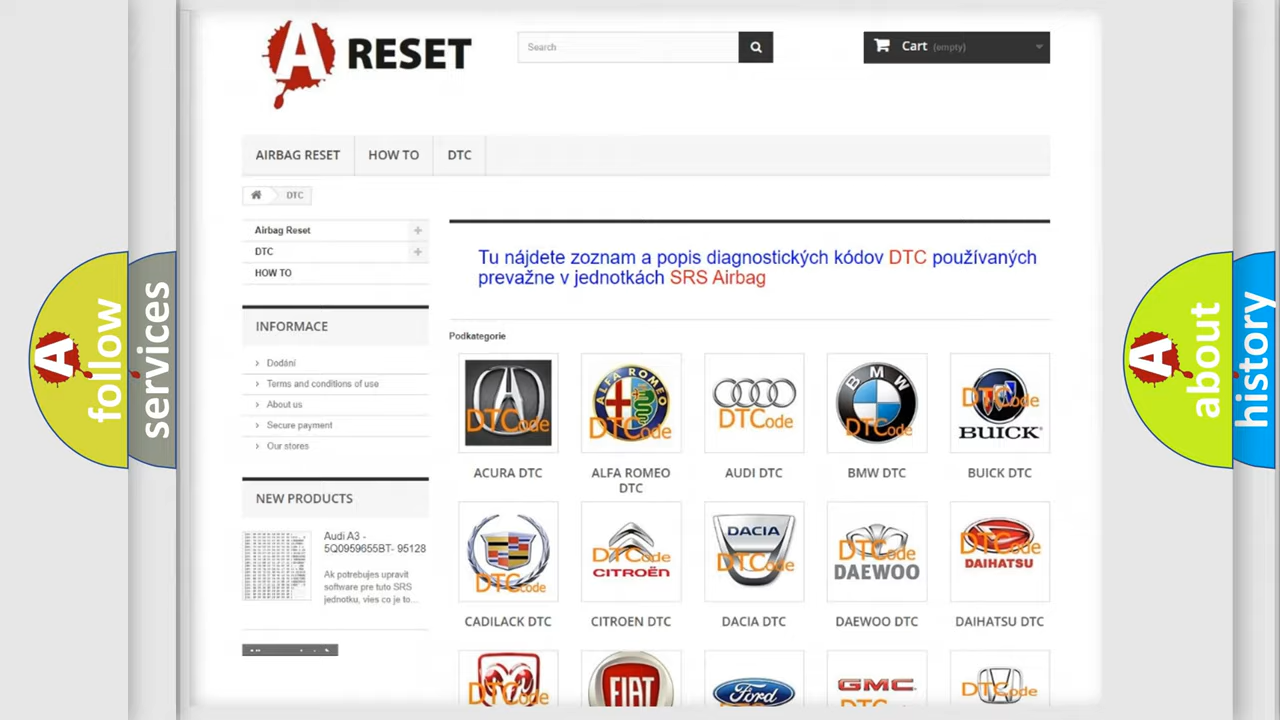 A RESET
Search
Cart (empty)
AIRBAG RESET
HOW TO
DTC
DTC
Airbag Reset
DTC
HOW TO
INFORMACE
Dodání
Terms and conditions of use
About us
Secure payment
Our stores
NEW PRODUCTS
Audi A3 -
5Q0959655BT- 95128
Ak potrebujes upravit
software pre tuto SRS
jednotku, vies co je to...
Tu nájdete zoznam a popis diagnostických kódov DTC používaných
prevažne v jednotkách SRS Airbag
Podkategorie
DTCode
ALFA ROMEO
DTCode
DTCode
BMW
DTCode
DTCode
BUICK
ACURA DTC
ALFA ROMEO
DTC
AUDI DTC
BMW DTC
BUICK DTC
DTCode
DTCode
CITROËN
DACIA
DTCode
DTCode
DAEWOO
DTCode
DAIHATSU
CADILACK DTC
CITROEN DTC
DACIA DTC
DAEWOO DTC
DAIHATSU DTC
DTCode
FIAT
Ford
GMC
DTCode
A follow
services
A about
history